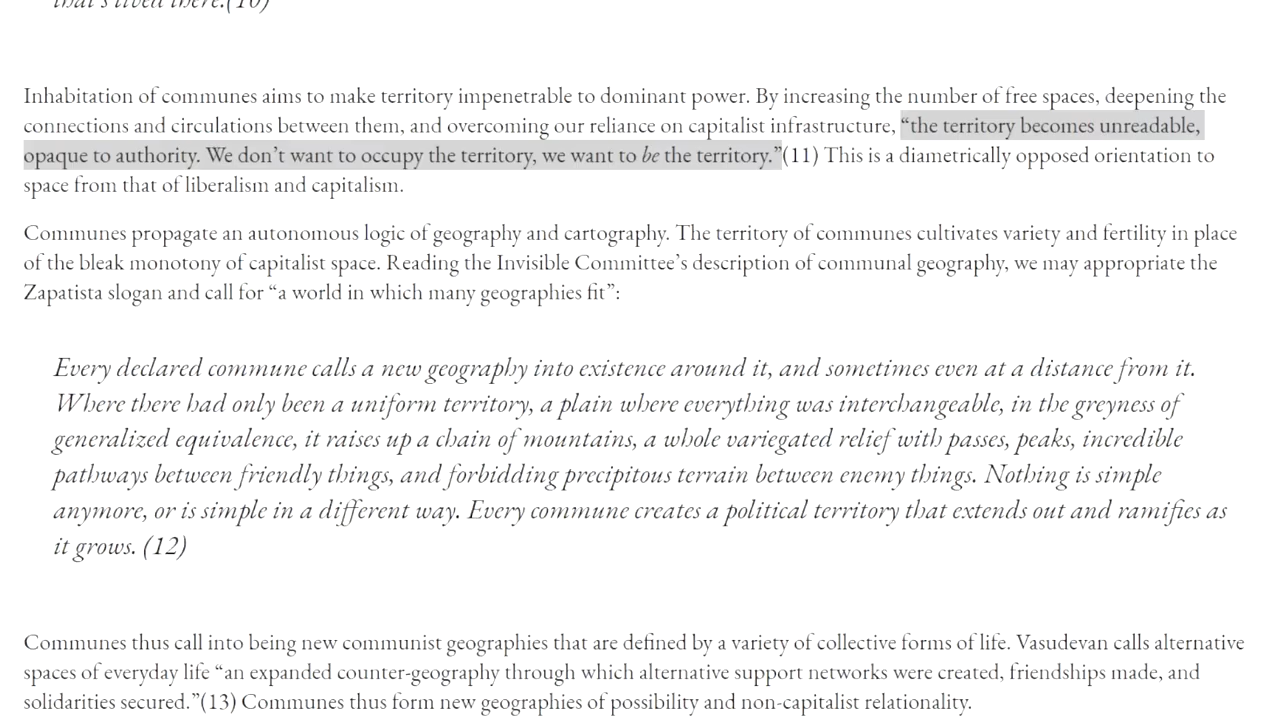 that's lived there.(10)
Inhabitation of communes aims to make territory impenetrable to dominant power. By increasing the number of free spaces, deepening the
connections and circulations between them, and overcoming our reliance on capitalist infrastructure, “the territory becomes unreadable,
opaque to authority. We don’t want to occupy the territory, we want to be the territory.”(11) This is a diametrically opposed orientation to
space from that of liberalism and capitalism.
Communes propagate an autonomous logic of geography and cartography. The territory of communes cultivates variety and fertility in place
of the bleak monotony of capitalist space. Reading the Invisible Committee’s description of communal geography, we may appropriate the
Zapatista slogan and call for “a world in which many geographies fit”:
Every declared commune calls a new geography into existence around it, and sometimes even at a distance from it.
Where there had only been a uniform territory, a plain where everything was interchangeable, in the greyness of
generalized equivalence, it raises up a chain of mountains, a whole variegated relief with passes, peaks, incredible
pathways between friendly things, and forbidding precipitous terrain between enemy things. Nothing is simple
anymore, or is simple in a different way. Every commune creates a political territory that extends out and ramifies as
it grows. (12)
Communes thus call into being new communist geographies that are defined by a variety of collective forms of life. Vasudevan calls alternative
spaces of everyday life “an expanded counter-geography through which alternative support networks were created, friendships made, and
solidarities secured.”(13) Communes thus form new geographies of possibility and non-capitalist relationality.